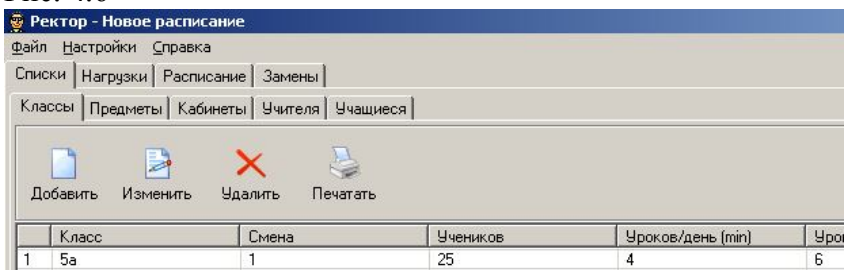 Ректор - Новое расписание
Файл Настройки Справка
Списки Нагрузки Расписание Замены
Классы Предметы Кабинеты Учителя Учащиеся
Добавить Изменить Удалить Печатать
Класс Смена Учеников Уроков/день (min)
1 5а 1 25 4 6